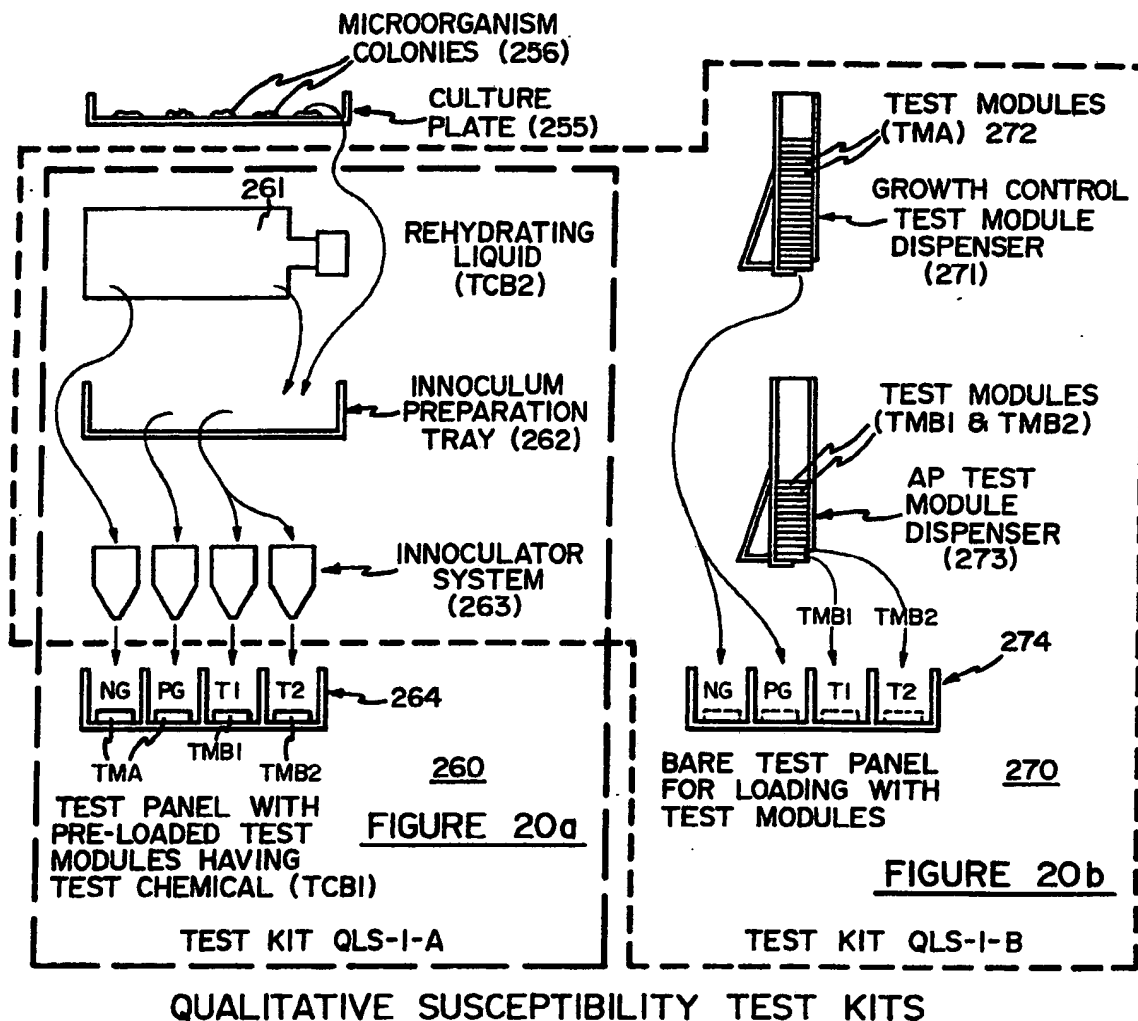 MICROORGANISM
COLONIES (256)
CULTURE
PLATE (255)
261
REHYDRATING
LIQUID
(TCB2)
INNOCULUM
PREPARATION
TRAY (262)
INNOCULATOR
SYSTEM
(263)
NG PG T1 T2
264
TMA
TMB1
TMB2
260
TEST PANEL WITH
PRE-LOADED TEST
MODULES HAVING
TEST CHEMICAL (TCB1)
FIGURE 20a
TEST KIT QLS-1-A
TEST MODULES
(TMA) 272
GROWTH CONTROL
TEST MODULE
DISPENSER
(271)
TEST MODULES
(TMB1 & TMB2)
AP TEST
MODULE
DISPENSER
(273)
TMB1
TMB2
274
NG PG T1 T2
BARE TEST PANEL
FOR LOADING WITH
TEST MODULES
270
FIGURE 20b
TEST KIT QLS-1-B
QUALITATIVE SUSCEPTIBILITY TEST KITS